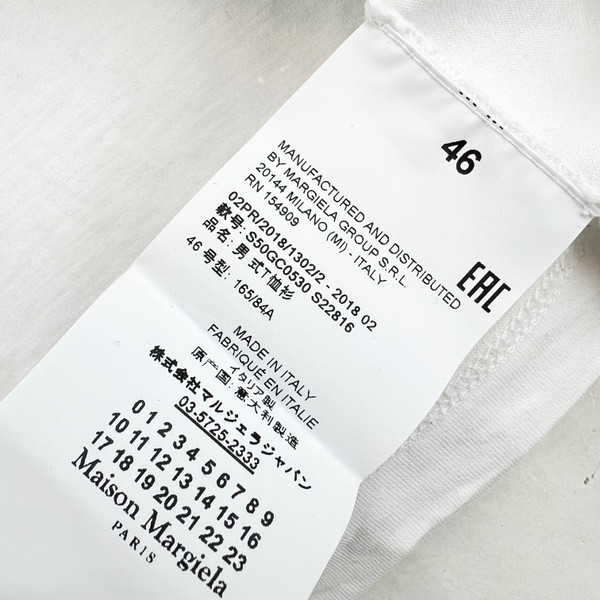 46
MANUFACTURED AND DISTRIBUTED
BY MARGIELA GROUP S.R.L.
20144 MILANO (MI) - ITALY
RN 154909
EAC
02PR/2018/1302/2 - 2018 02
款号: S50GC0530 S22816
品名: 男式T恤衫
46 号型: 165/84A
MADE IN ITALY
FABRIQUÉ EN ITALIE
イタリア製
原产国: 意大利製造
株式会社マルジェラジャパン
03-5725-2333
0 1 2 3 4 5 6 7 8 9
10 11 12 13 14 15 16
17 18 19 20 21 22 23
Maison Margiela
PARIS